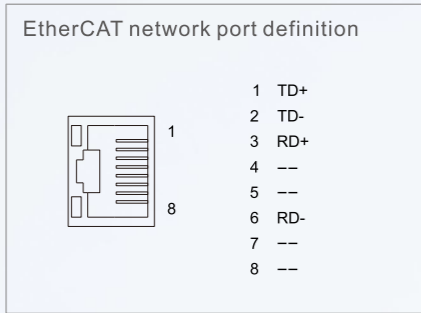 EtherCAT network port definition
1
8
1 TD+
2 TD-
3 RD+
4 −−
5 −−
6 RD-
7 −−
8 −−